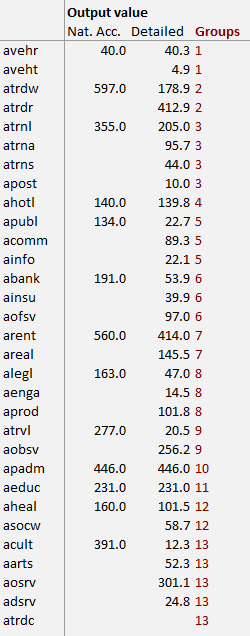 Output value
Nat. Acc. Detailed Groups
avehr 40.0 40.3 1
aveht 4.9 1
atrdw 597.0 178.9 2
atrdr 412.9 2
atrnl 355.0 205.0 3
atrna 95.7 3
atrns 44.0 3
apost 10.0 3
ahotl 140.0 139.8 4
apubl 134.0 22.7 5
acomm 89.3 5
ainfo 22.1 5
abank 191.0 53.9 6
ainsu 39.9 6
aofsv 97.0 6
arent 560.0 414.0 7
areal 145.5 7
alegl 163.0 47.0 8
aenga 14.5 8
aprod 101.8 8
atrvl 277.0 20.5 9
aobsv 256.2 9
apadm 446.0 446.0 10
aeduc 231.0 231.0 11
aheal 160.0 101.5 12
asocw 58.7 12
acult 391.0 12.3 13
aarts 52.3 13
aosrv 301.1 13
adsrv 24.8 13
atrdc 13